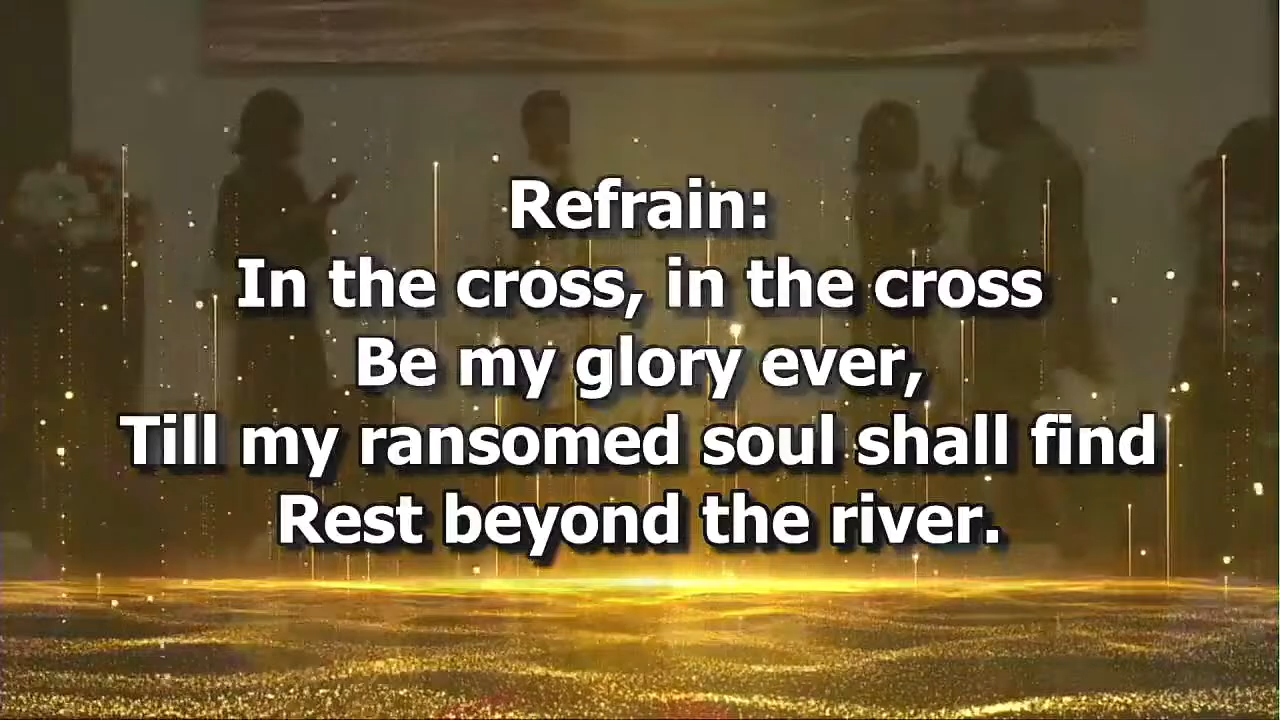 Refrain:
In the cross, in the cross
Be my glory ever,
Till my ransomed soul shall find
Rest beyond the river.